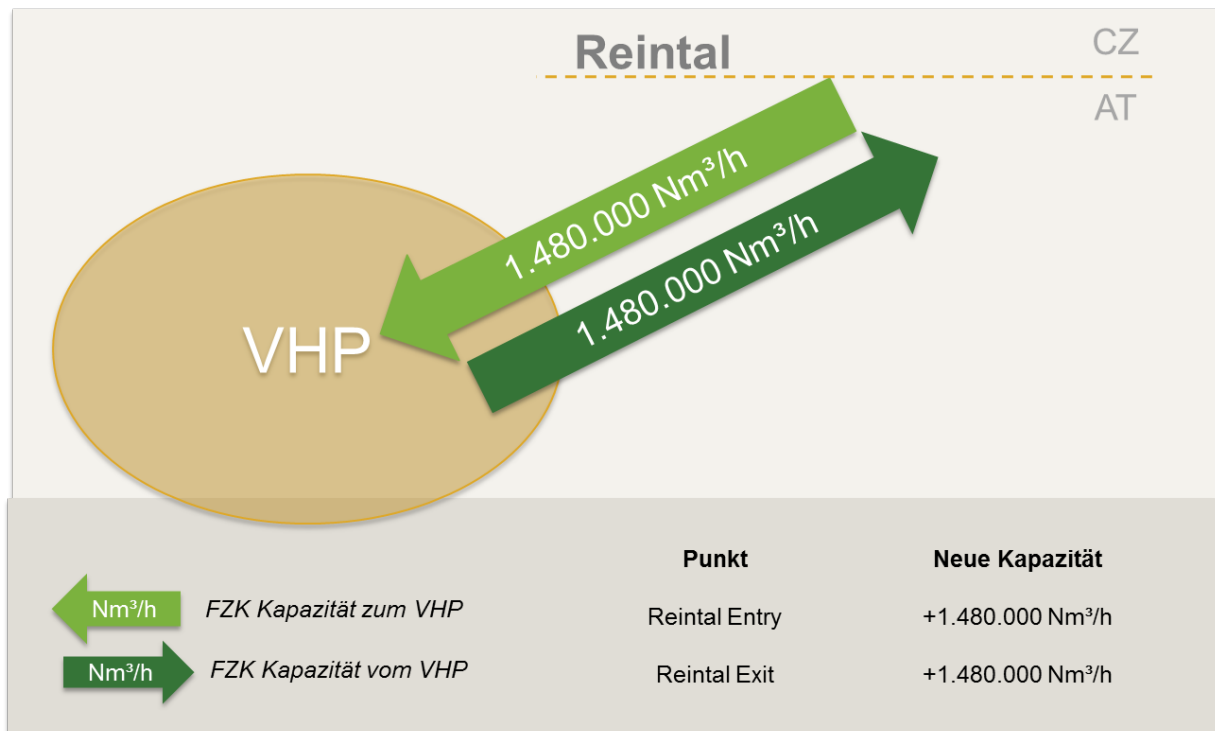 Reintal
CZ
AT
1.480.000 Nm³/h
1.480.000 Nm³/h
VHP
Punkt
Neue Kapazität
Nm³/h
FZK Kapazität zum VHP
Reintal Entry
+1.480.000 Nm³/h
Nm³/h
FZK Kapazität vom VHP
Reintal Exit
+1.480.000 Nm³/h